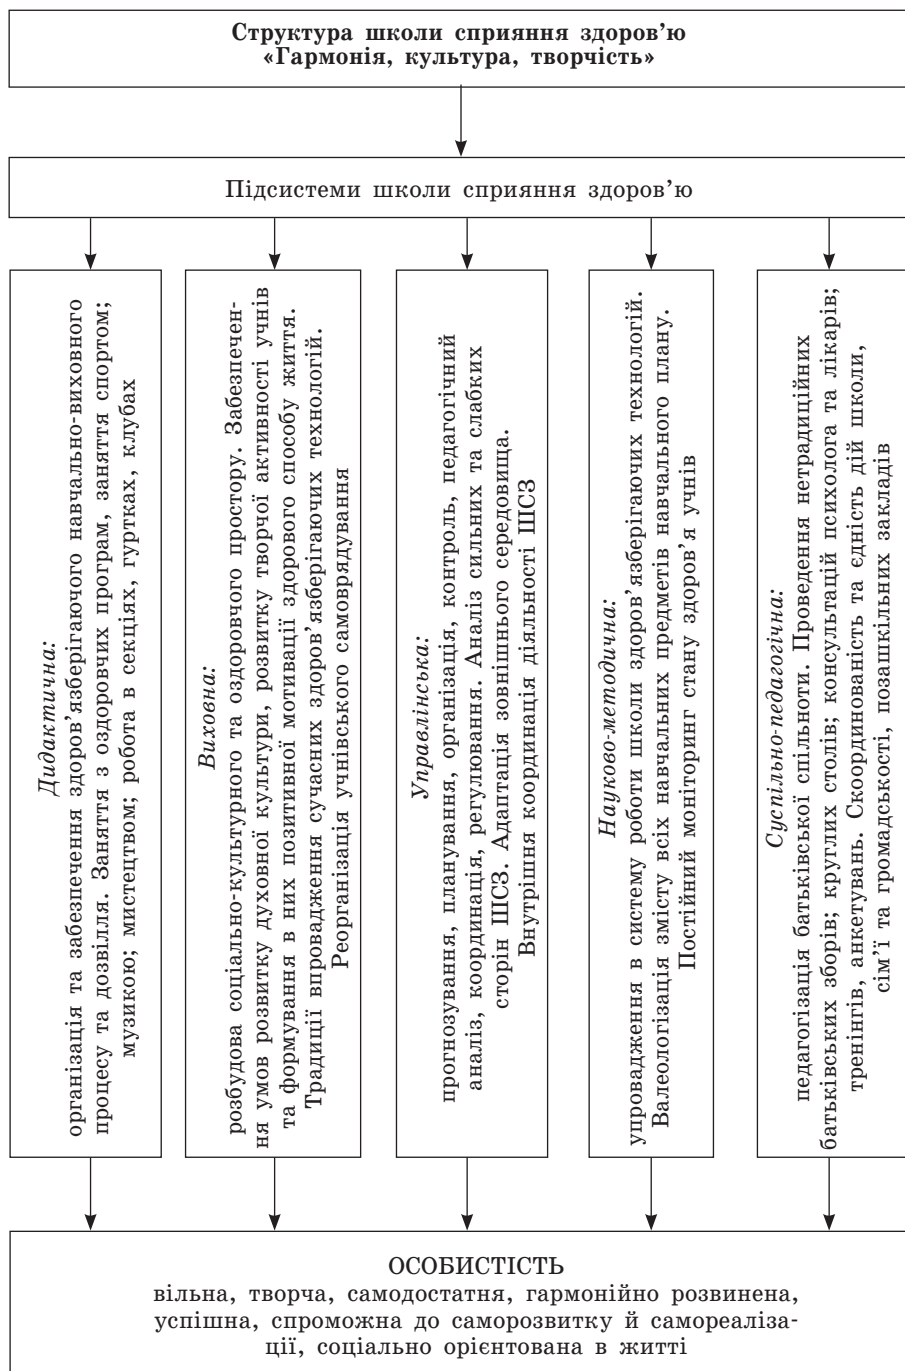 Структура школи сприяння здоров’ю
«Гармонія, культура, творчість»
Підсистеми школи сприяння здоров’ю
Дидактична:
організація та забезпечення здоров’язберігаючого навчально-виховного
процесу та дозвілля. Заняття з оздоровчих програм, заняття спортом;
музикою; мистецтвом; робота в секціях, гуртках, клубах
Виховна:
розбудова соціально-культурного та оздоровчого простору. Забезпечен-
ня умов розвитку духовної культури, розвитку творчої активності учнів
та формування в них позитивної мотивації здорового способу життя.
Традиції впровадження сучасних здоров’язберігаючих технологій.
Реорганізація учнівського самоврядування
Управлінська:
прогнозування, планування, організація, контроль, педагогічний
аналіз, координація, регулювання. Аналіз сильних та слабких
сторін ШСЗ. Адаптація зовнішнього середовища.
Внутрішня координація діяльності ШСЗ
Науково-методична:
упровадження в систему роботи школи здоров’язберігаючих технологій.
Валеологізація змісту всіх навчальних предметів навчального плану.
Постійний моніторинг стану здоров’я учнів
Суспільно-педагогічна:
педагогізація батьківської спільноти. Проведення нетрадиційних
батьківських зборів; круглих столів; консультацій психолога та лікарів;
тренінгів, анкетувань. Скоординованість та єдність дій школи,
сім’ї та громадськості, позашкільних закладів
ОСОБИСТІСТЬ
вільна, творча, самодостатня, гармонійно розвинена,
успішна, спроможна до саморозвитку й самореаліза-
ції, соціально орієнтована в житті